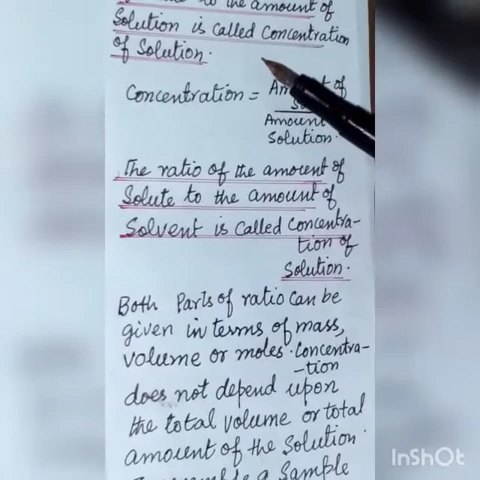 to the amount of
Solution is called Concentration
of Solution.
Concentration = of
Amount
Solution.
The ratio of the amount of
Solute to the amount of
Solvent is called Concentra-
tion of
Solution.
Both Parts of ratio can be
given in terms of mass,
volume or moles. Concentra-
-tion
does not depend upon
the total volume or total
amount of the Solution.
a Sample
InShOt